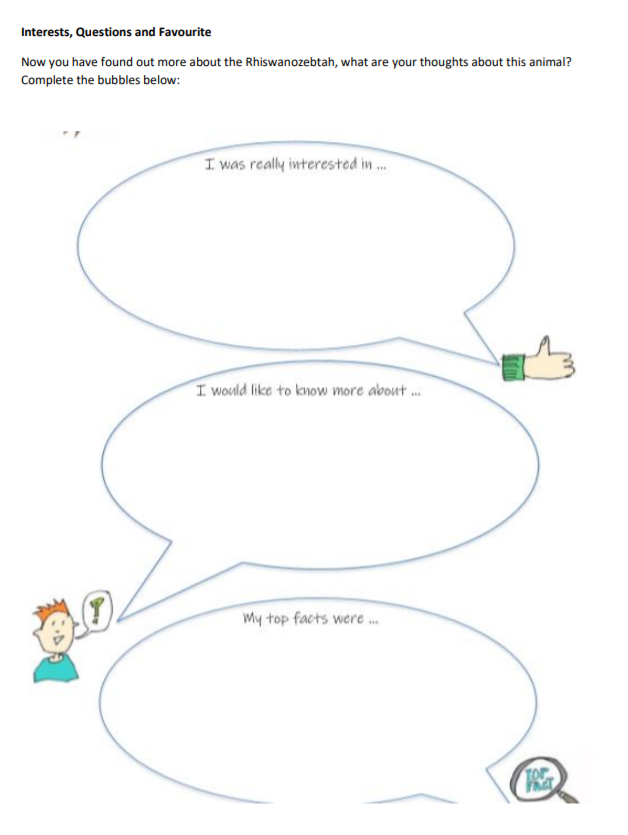 Interests, Questions and Favourite
Now you have found out more about the Rhiswanozebtah, what are your thoughts about this animal?
Complete the bubbles below:
I was really interested in ...
I would like to know more about ...
?
My top facts were ...
TOP
FACT